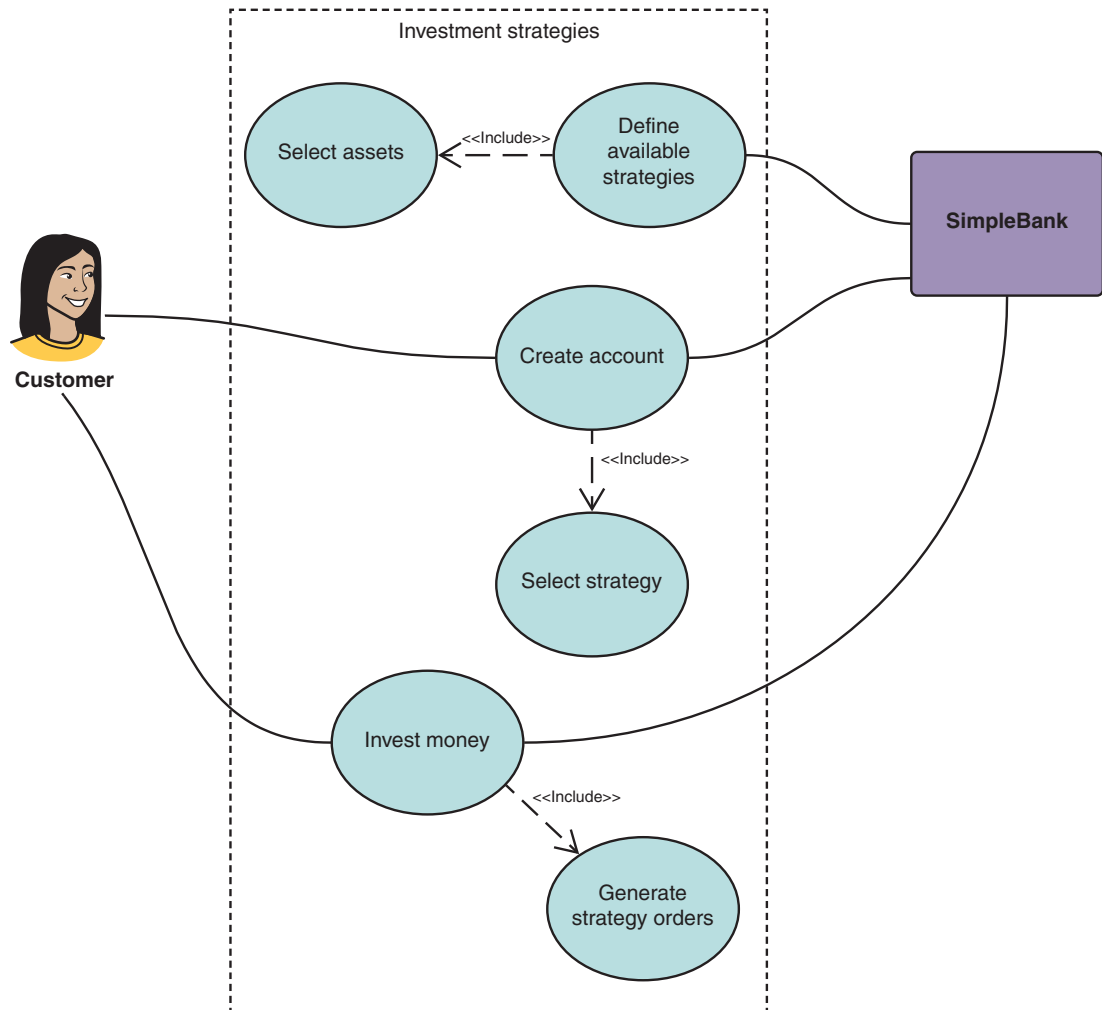 Investment strategies
<<Include>>
Select assets
Define
available
strategies
SimpleBank
Customer
Create account
<<Include>>
Select strategy
Invest money
<<Include>>
Generate
strategy orders